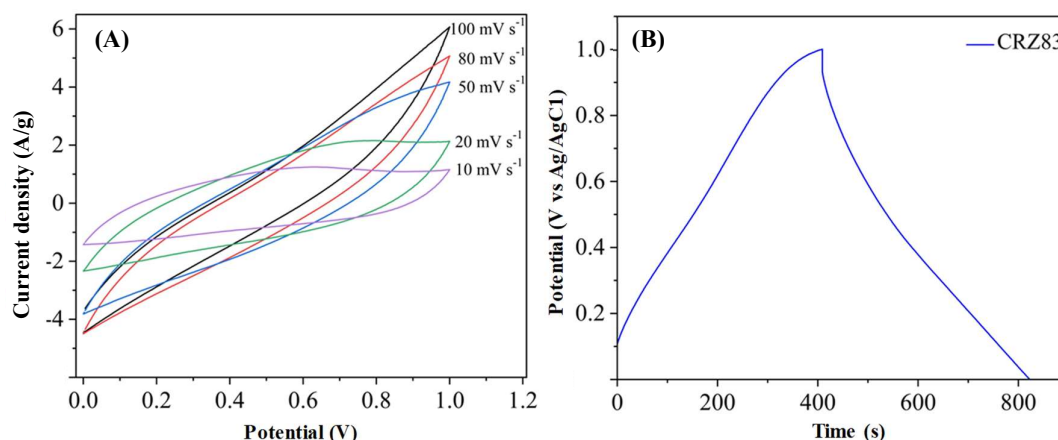 (A)
100 mV s⁻¹
80 mV s⁻¹
50 mV s⁻¹
20 mV s⁻¹
10 mV s⁻¹
6
4
2
0
-2
-4
Current density (A/g)
0.0 0.2 0.4 0.6 0.8 1.0 1.2
Potential (V)
(B)
CRZ83
1.0
0.8
0.6
0.4
0.2
Potential (V vs Ag/AgC1)
0 200 400 600 800
Time (s)